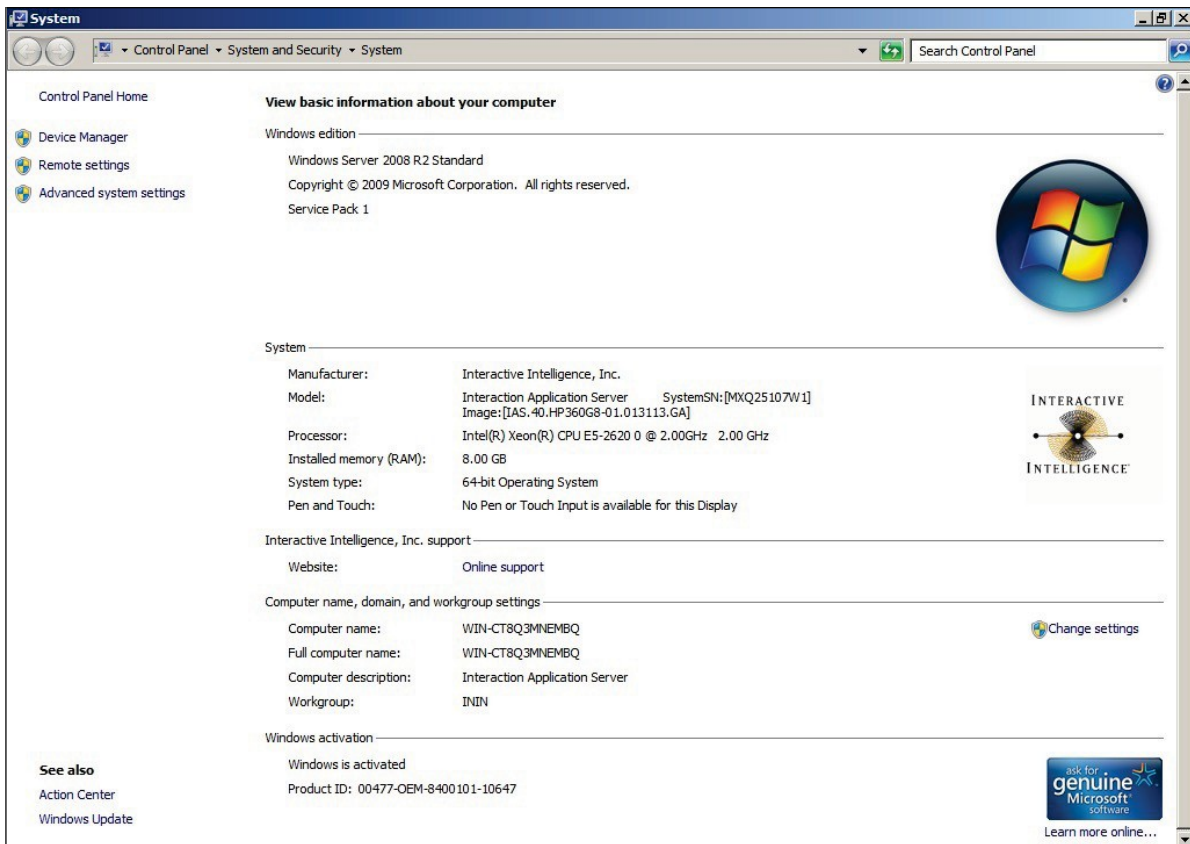 System
Control Panel System and Security System
Search Control Panel
Control Panel Home
Device Manager
Remote settings
Advanced system settings
See also
Action Center
Windows Update
View basic information about your computer
Windows edition
Windows Server 2008 R2 Standard
Copyright © 2009 Microsoft Corporation. All rights reserved.
Service Pack 1
System
Manufacturer: Interactive Intelligence, Inc.
Model: Interaction Application Server SystemSN:[MXQ25107W1]
Image:[IAS.40.HP360G8-01.013113.GA]
Processor: Intel(R) Xeon(R) CPU E5-2620 0 @ 2.00GHz 2.00 GHz
Installed memory (RAM): 8.00 GB
System type: 64-bit Operating System
Pen and Touch: No Pen or Touch Input is available for this Display
INTERACTIVE
INTELLIGENCE
Interactive Intelligence, Inc. support
Website: Online support
Computer name, domain, and workgroup settings
Computer name: WIN-CT8Q3MNEMBQ
Change settings
Full computer name: WIN-CT8Q3MNEMBQ
Computer description: Interaction Application Server
Workgroup: ININ
Windows activation
Windows is activated
Product ID: 00477-OEM-8400101-10647
ask for
genuine
Microsoft
software
Learn more online...